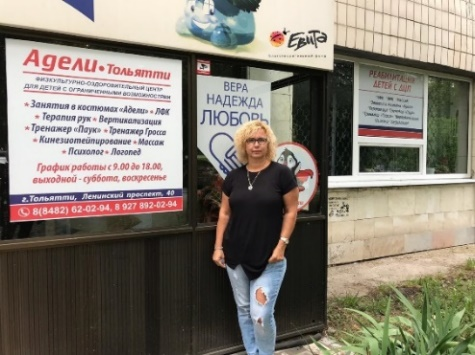 Евита
Адели • Тольятти
ФИЗКУЛЬТУРНО-ОЗДОРОВИТЕЛЬНЫЙ ЦЕНТР
ДЛЯ ДЕТЕЙ С ОГРАНИЧЕННЫМИ ВОЗМОЖНОСТЯМИ
• Занятия в костюмах «Адели» • ЛФК
• Терапия рук • Вертикализация
•Тренажер «Паук» • Тренажер Гросса
• Кинезиотейпирование • Массаж
• Психолог • Логопед
График работы с 9.00 до 18.00,
выходной - суббота, воскресенье
г.Тольятти, Ленинский проспект, 40
8(8482) 62-02-94, 8 927 892-02-94
ВЕРА
НАДЕЖДА
ЛЮБОВЬ
РЕАБИЛИТАЦИЯ
ДЕТЕЙ С ДЦП